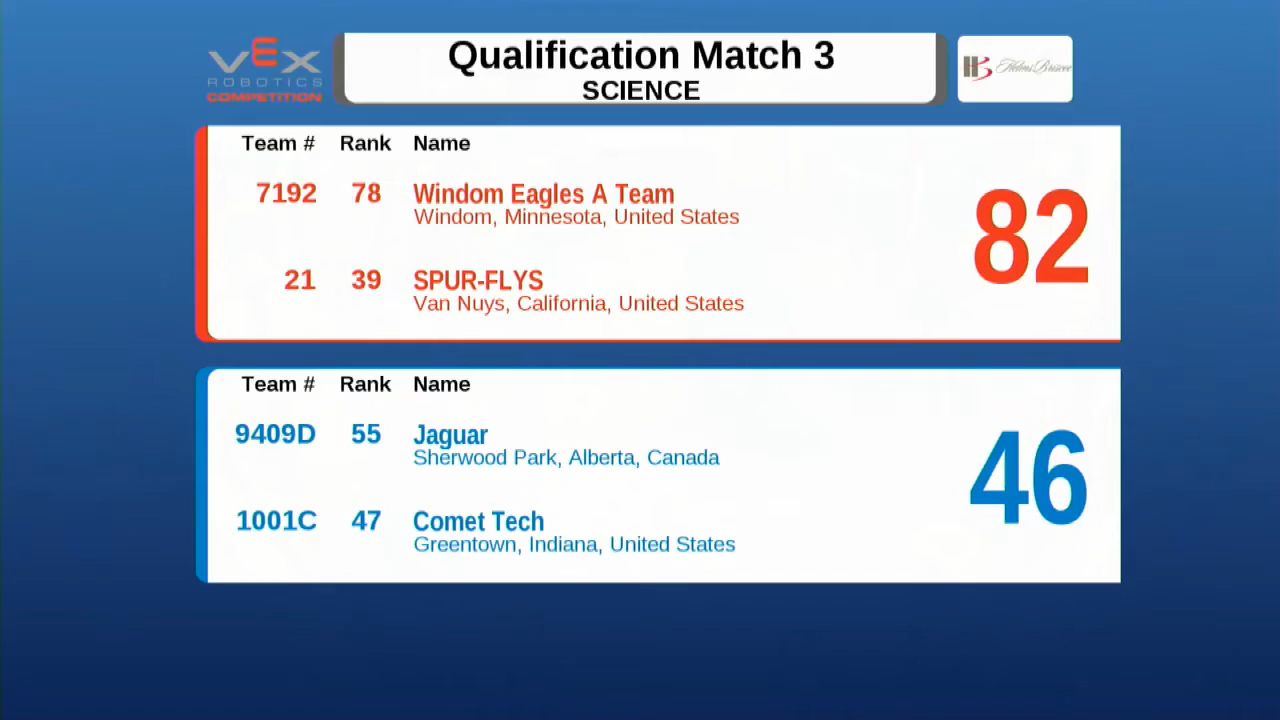 VEX
ROBOTICS
COMPETITION
Qualification Match 3
SCIENCE
HelmsBriscoe
Team # Rank Name
7192 78 Windom Eagles A Team
Windom, Minnesota, United States
21 39 SPUR-FLYS
Van Nuys, California, United States
82
Team # Rank Name
9409D 55 Jaguar
Sherwood Park, Alberta, Canada
1001C 47 Comet Tech
Greentown, Indiana, United States
46